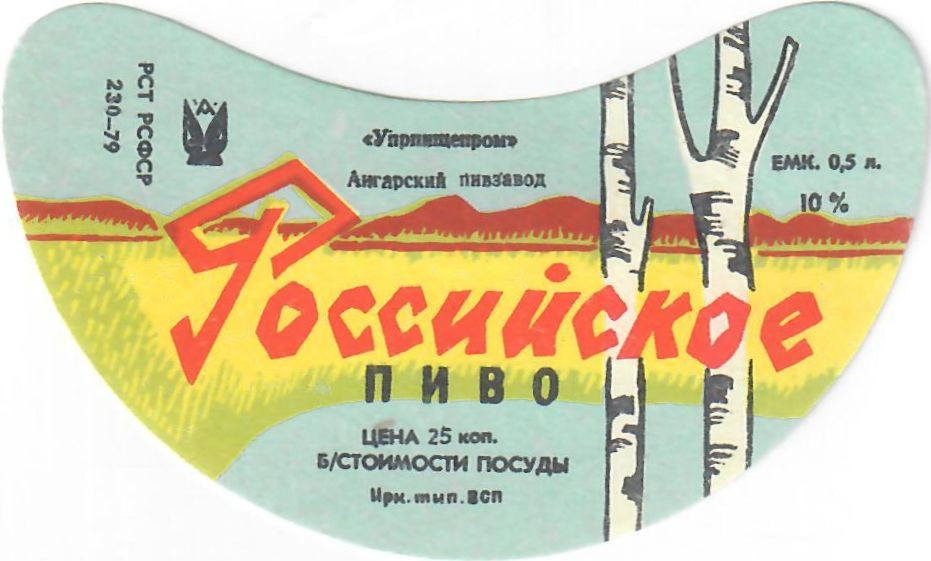 РСТ РСФСР
230-79
«Упрпищепром»
Ангарский пивзавод
ЕМК. 0,5 л.
10 %
Российское
ПИВО
ЦЕНА 25 коп.
Б/СТОИМОСТИ ПОСУДЫ
Ирк. тип. ВСП